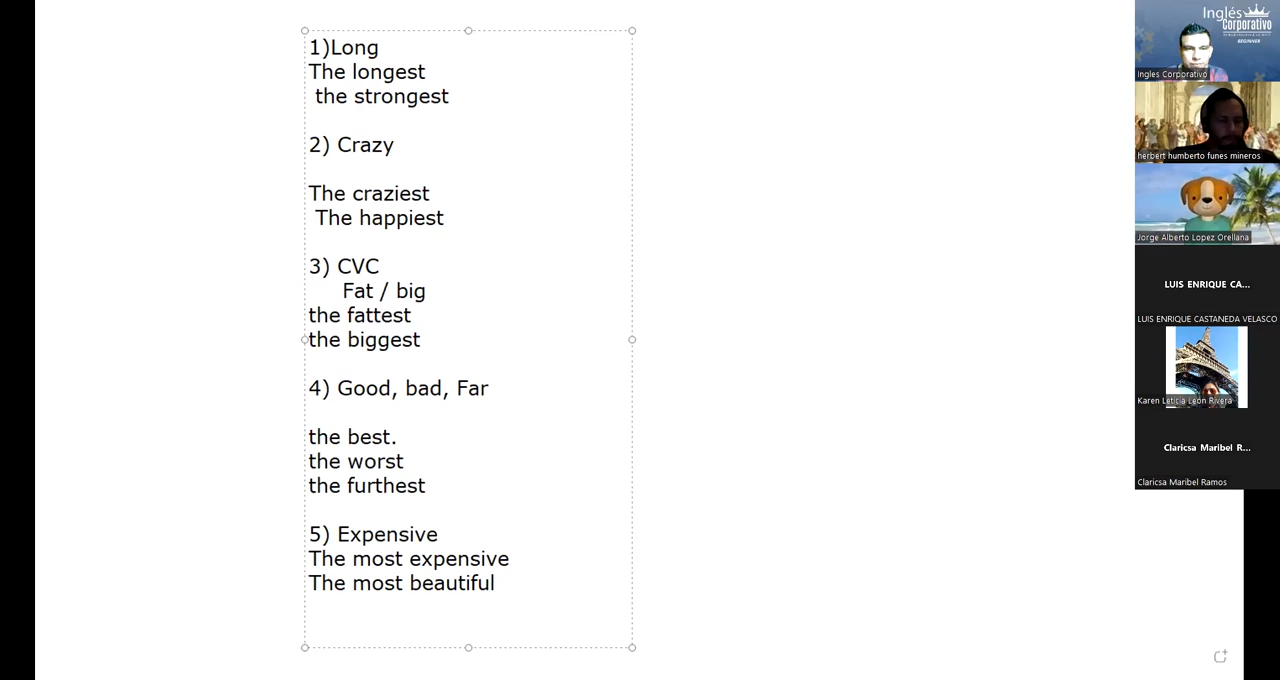 1)Long
The longest
the strongest
2) Crazy
The craziest
The happiest
3) CVC
Fat / big
the fattest
the biggest
4) Good, bad, Far
the best.
the worst
the furthest
5) Expensive
The most expensive
The most beautiful
Inglés
Corporativo
BEGINNER
Ingles Corporativo
herbert humberto funes mineros
Jorge Alberto Lopez Orellana
LUIS ENRIQUE CA...
LUIS ENRIQUE CASTANEDA VELASCO
Karen Leticia Leon Rivera
Claricsa Maribel R...
Claricsa Maribel Ramos